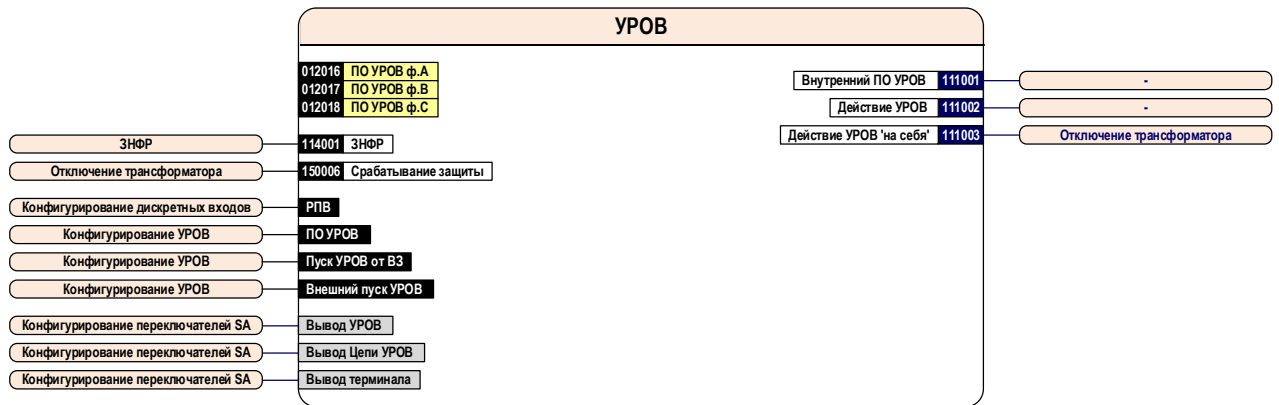 УРОВ
012016 ПО УРОВ ф.А
012017 ПО УРОВ ф.В
012018 ПО УРОВ ф.С
Внутренний ПО УРОВ 111001 -
Действие УРОВ 111002 -
Действие УРОВ 'на себя' 111003 Отключение трансформатора
ЗНФР 114001 ЗНФР
Отключение трансформатора 150006 Срабатывание защиты
Конфигурирование дискретных входов РПВ
Конфигурирование УРОВ ПО УРОВ
Конфигурирование УРОВ Пуск УРОВ от ВЗ
Конфигурирование УРОВ Внешний пуск УРОВ
Конфигурирование переключателей SA Вывод УРОВ
Конфигурирование переключателей SA Вывод Цепи УРОВ
Конфигурирование переключателей SA Вывод терминала